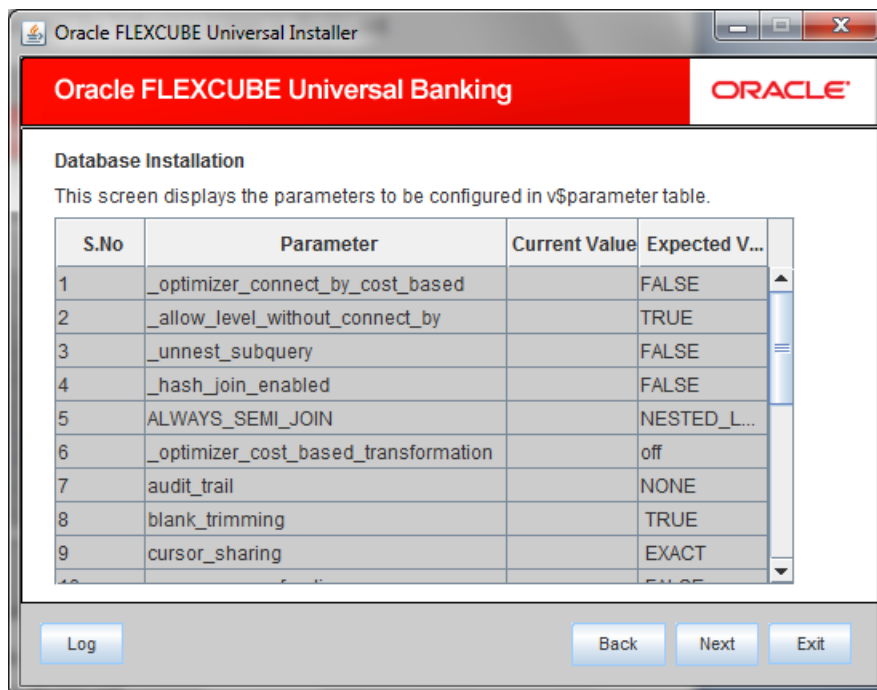 Oracle FLEXCUBE Universal Installer
Oracle FLEXCUBE Universal Banking
ORACLE®
Database Installation
This screen displays the parameters to be configured in v$parameter table.
S.No Parameter Current Value Expected V...
1 _optimizer_connect_by_cost_based FALSE
2 _allow_level_without_connect_by TRUE
3 _unnest_subquery FALSE
4 _hash_join_enabled FALSE
5 ALWAYS_SEMI_JOIN NESTED_L...
6 _optimizer_cost_based_transformation off
7 audit_trail NONE
8 blank_trimming TRUE
9 cursor_sharing EXACT
Log Back Next Exit